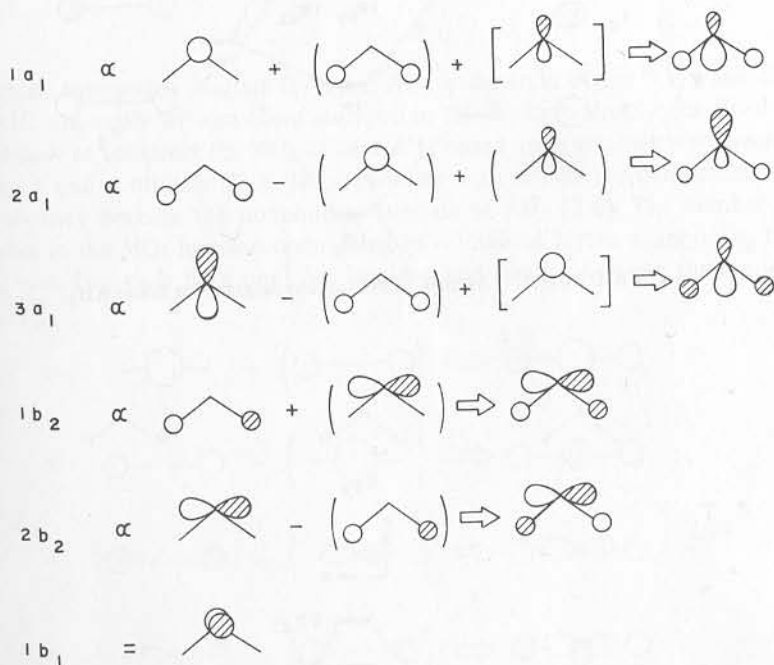 1a₁ ∝ + ( ) + [ ] ⇒
2a₁ ∝ − ( ) + ( ) ⇒
3a₁ ∝ − ( ) + [ ] ⇒
1b₂ ∝ + ( ) ⇒
2b₂ ∝ − ( ) ⇒
1b₁ =